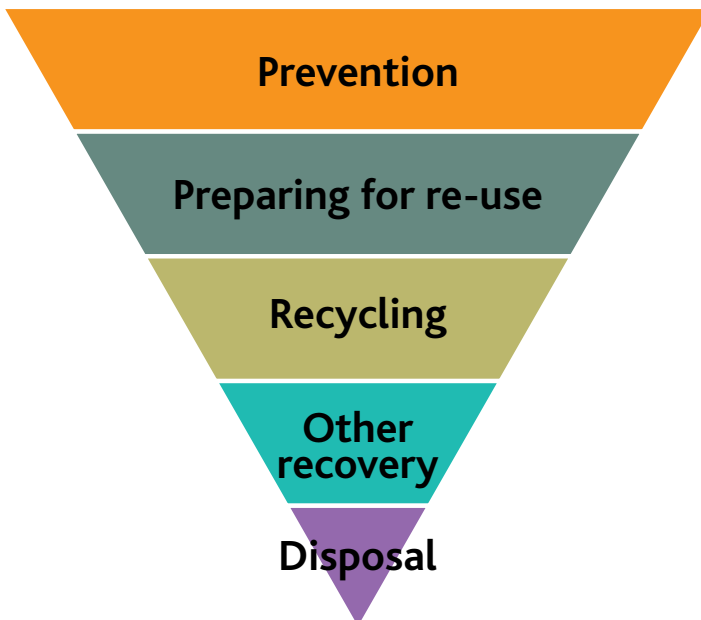 Prevention
Preparing for re-use
Recycling
Other
recovery
Disposal